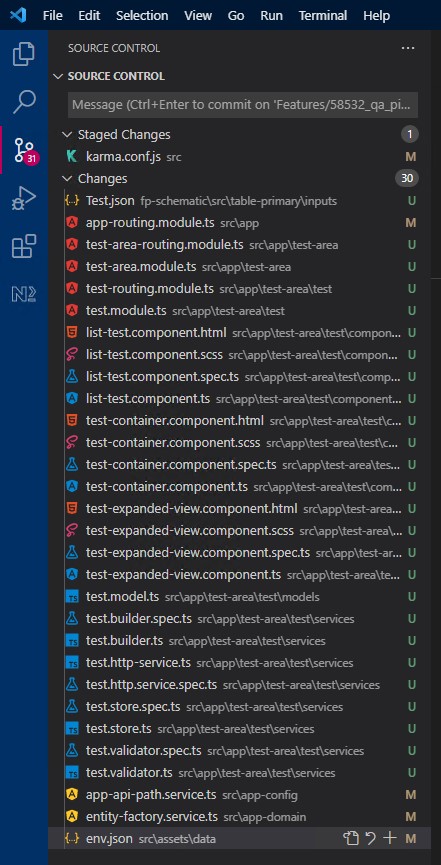 File Edit Selection View Go Run Terminal Help
SOURCE CONTROL ...
SOURCE CONTROL
Message (Ctrl+Enter to commit on 'Features/58532_qa_pi...
Staged Changes 1
karma.conf.js src M
31
Changes 30
Test.json fp-schematic\src\table-primary\inputs U
app-routing.module.ts src\app M
test-area-routing.module.ts src\app\test-area U
test-area.module.ts src\app\test-area U
test-routing.module.ts src\app\test-area\test U
test.module.ts src\app\test-area\test U
list-test.component.html src\app\test-area\test\compon... U
list-test.component.scss src\app\test-area\test\compon... U
list-test.component.spec.ts src\app\test-area\test\comp... U
list-test.component.ts src\app\test-area\test\component... U
test-container.component.html src\app\test-area\test\c... U
test-container.component.scss src\app\test-area\test\c... U
test-container.component.spec.ts src\app\test-area\tes... U
test-container.component.ts src\app\test-area\test\com... U
test-expanded-view.component.html src\app\test-area... U
test-expanded-view.component.scss src\app\test-area\... U
test-expanded-view.component.spec.ts src\app\test-ar... U
test-expanded-view.component.ts src\app\test-area\te... U
TS test.model.ts src\app\test-area\test\models U
test.builder.spec.ts src\app\test-area\test\services U
TS test.builder.ts src\app\test-area\test\services U
TS test.http-service.ts src\app\test-area\test\services U
test.http.service.spec.ts src\app\test-area\test\services U
test.store.spec.ts src\app\test-area\test\services U
TS test.store.ts src\app\test-area\test\services U
test.validator.spec.ts src\app\test-area\test\services U
TS test.validator.ts src\app\test-area\test\services U
app-api-path.service.ts src\app-config M
entity-factory.service.ts src\app-domain M
env.json src\assets\data M